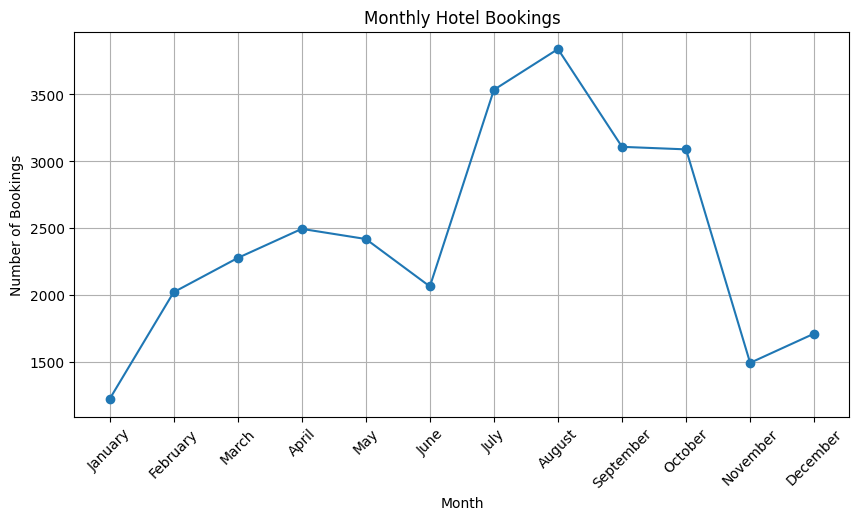 Monthly Hotel Bookings
Number of Bookings
3500
3000
2500
2000
1500
January
February
March
April
May
June
July
August
September
October
November
December
Month